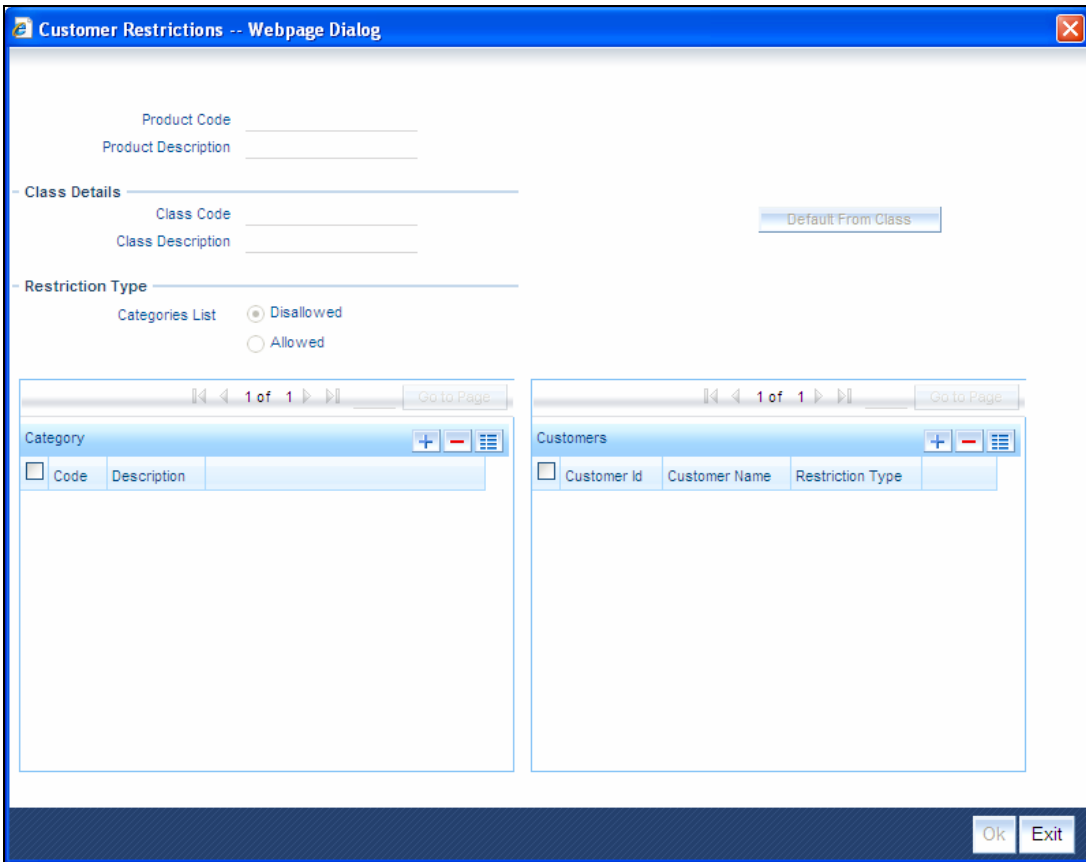 Customer Restrictions -- Webpage Dialog
Product Code
Product Description
Class Details
Class Code
Default From Class
Class Description
Restriction Type
Categories List
Disallowed
Allowed
1 of 1
Go to Page
1 of 1
Go to Page
Category
Customers
Code Description
Customer Id Customer Name Restriction Type
Ok Exit